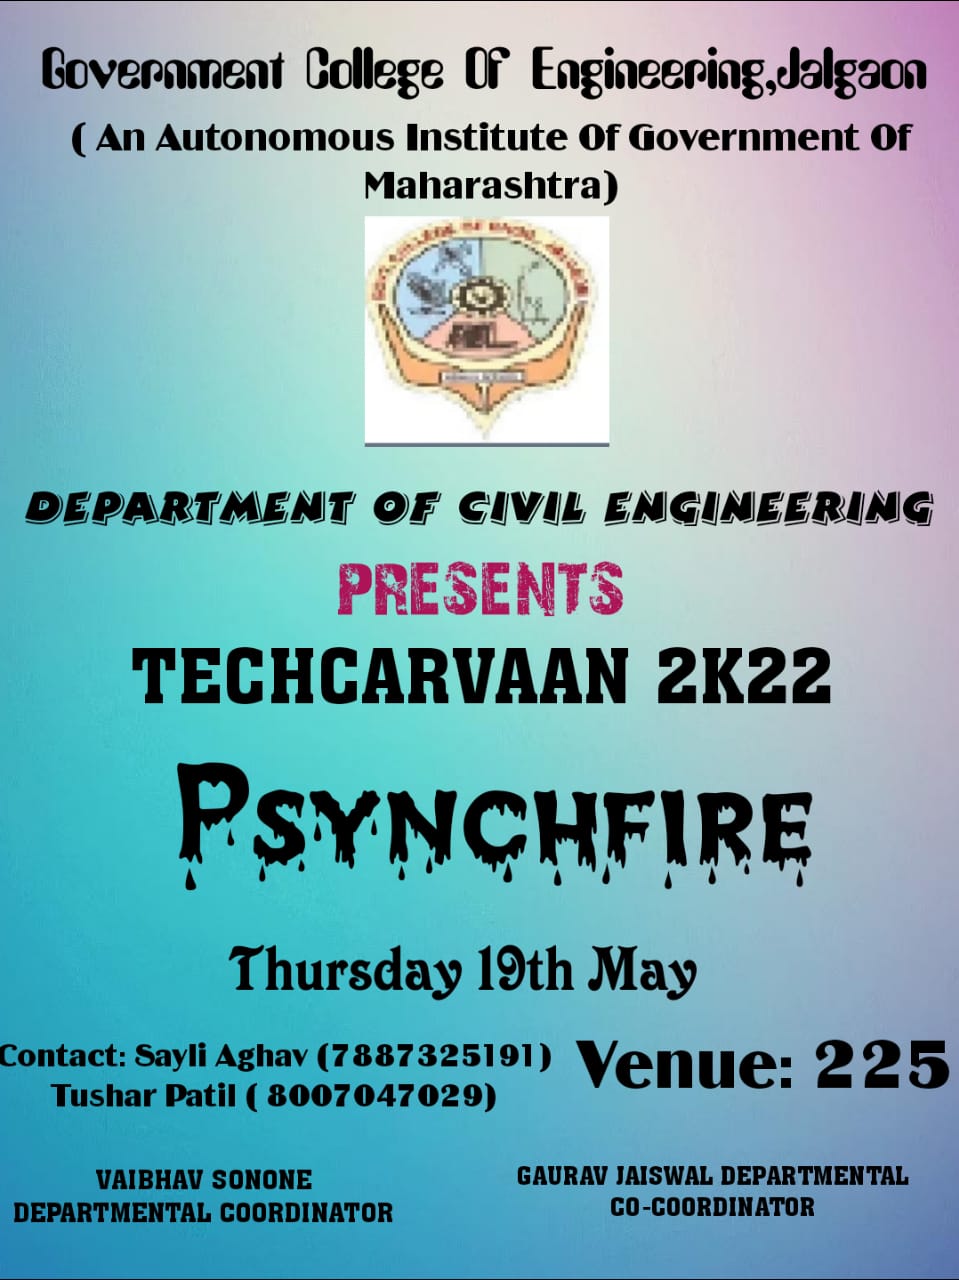 Government College Of Engineering,Jalgaon
( An Autonomous Institute Of Government Of
Maharashtra)
DEPARTMENT OF CIVIL ENGINEERING
PRESENTS
TECHCARVAAN 2K22
PSYNCHFIRE
Thursday 19th May
Contact: Sayli Aghav (7887325191)
Tushar Patil ( 8007047029)
Venue: 225
VAIBHAV SONONE
DEPARTMENTAL COORDINATOR
GAURAV JAISWAL DEPARTMENTAL
CO-COORDINATOR